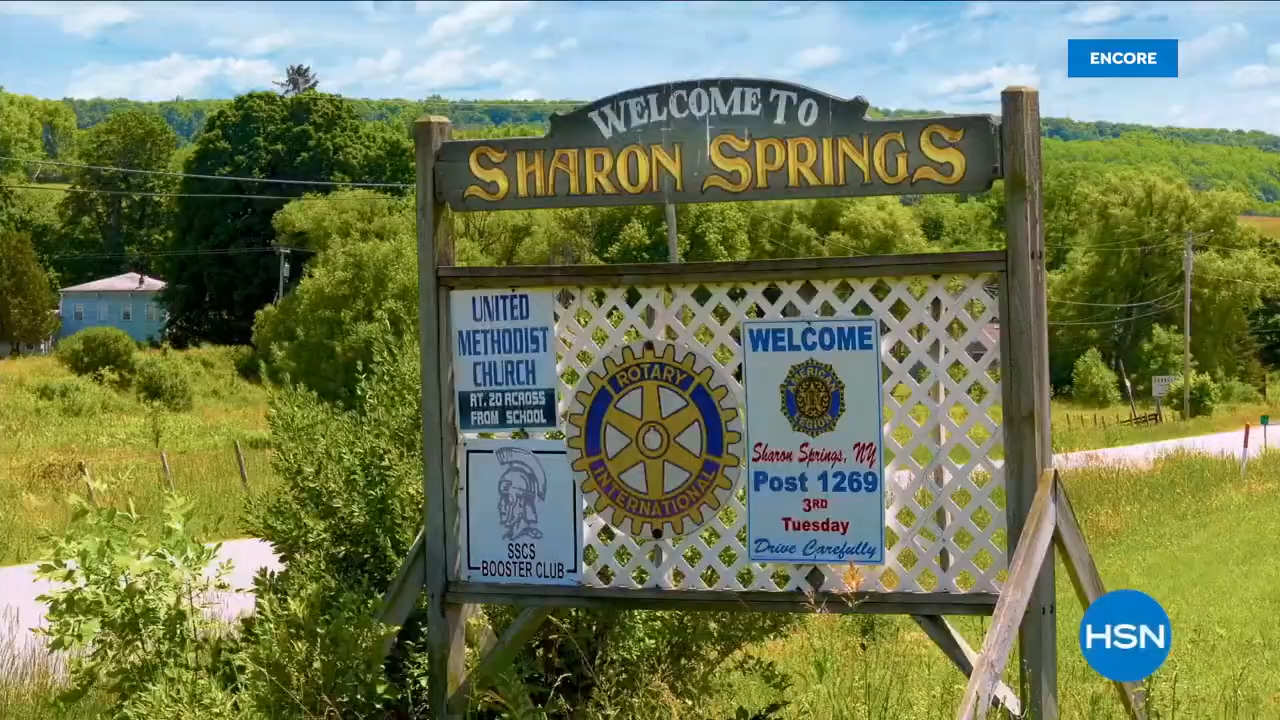 ENCORE
WELCOME TO
SHARON SPRINGS
UNITED
METHODIST
CHURCH
RT. 20 ACROSS
FROM SCHOOL
SSCS
BOOSTER CLUB
ROTARY
INTERNATIONAL
WELCOME
AMERICAN
LEGION
Sharon Springs, NY
Post 1269
3RD
Tuesday
Drive Carefully
HSN